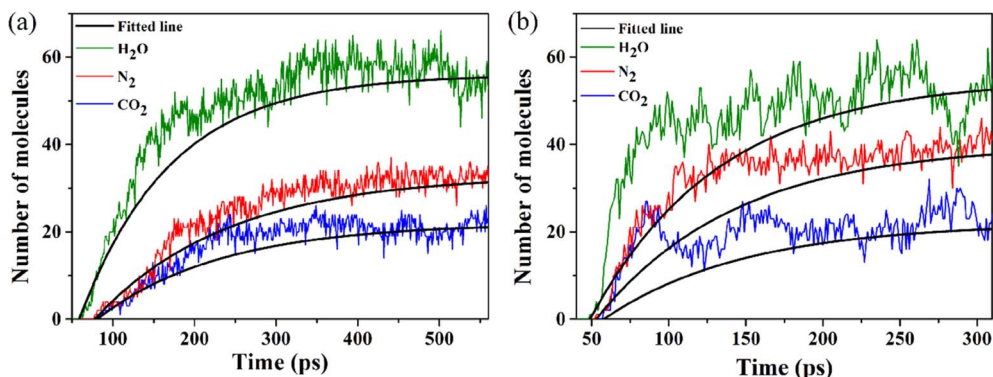 (a)
Number of molecules
60
40
20
0
Fitted line
H₂O
N₂
CO₂
100 200 300 400 500
Time (ps)
(b)
Number of molecules
60
40
20
0
Fitted line
H₂O
N₂
CO₂
50 100 150 200 250 300
Time (ps)